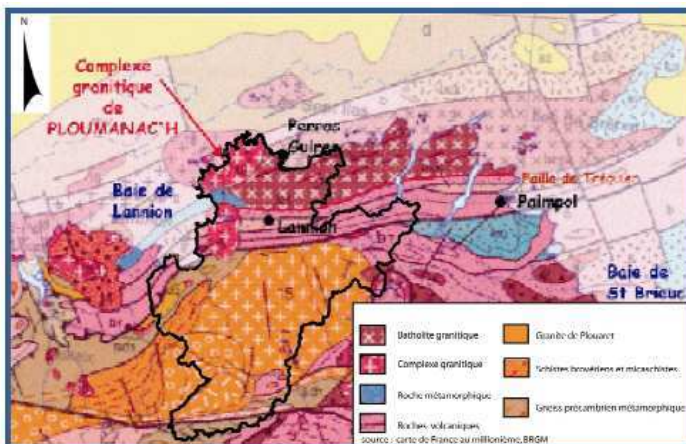 N
Complexe
granitique
de
PLOUMANAC'H
Perros
Guirec
Baie de
Lannion
Lannion
Faille de Tréguier
Paimpol
Baie de
St Brieuc
Batholite granitique
Complexe granitique
Roche métamorphique
Roches volcaniques
Granite de Plouaret
Schistes briovériens et micaschistes
Gneiss précambrien métamorphique
source : carte de France au millionième, BRGM